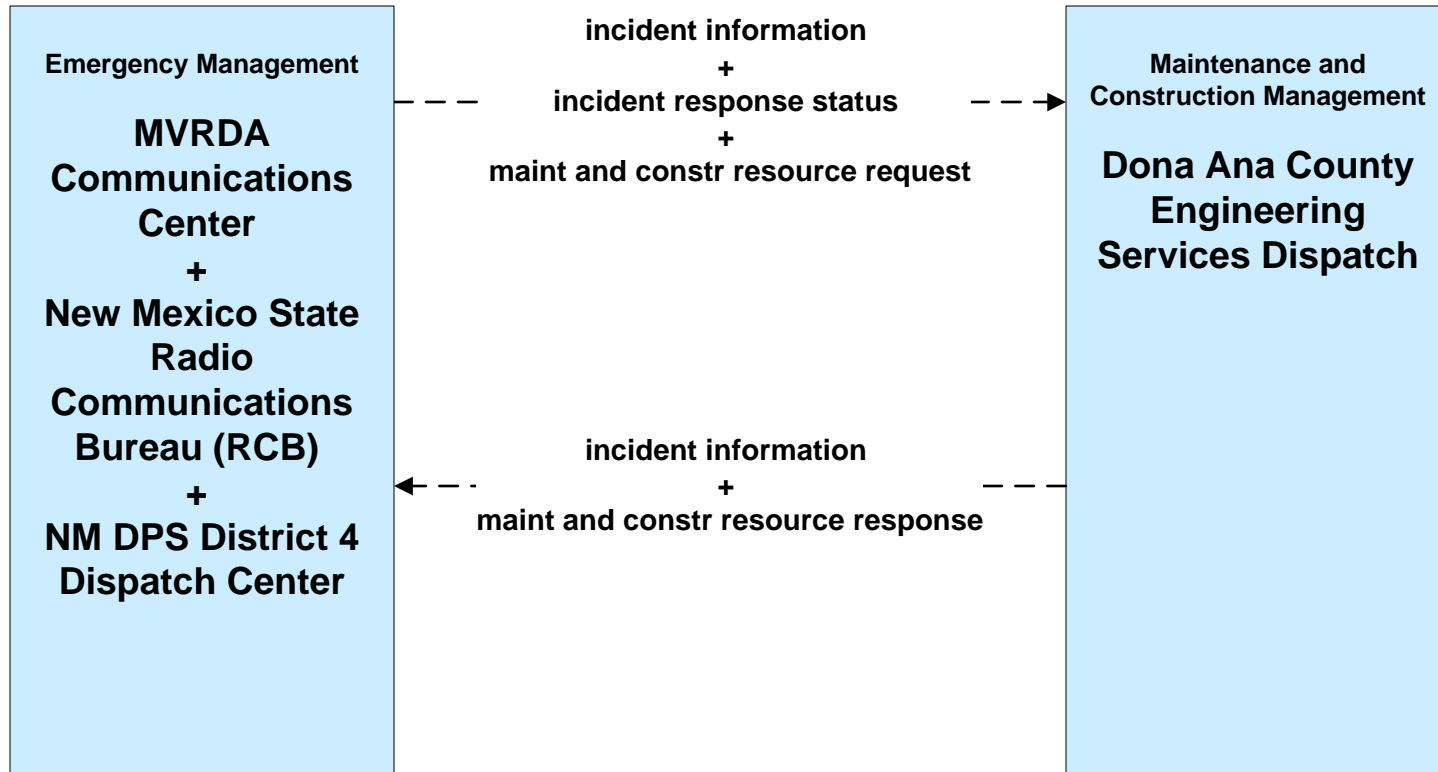 Emergency Management
MVRDA
Communications
Center
+
New Mexico State
Radio
Communications
Bureau (RCB)
+
NM DPS District 4
Dispatch Center
incident information
+
incident response status
+
maint and constr resource request
incident information
+
maint and constr resource response
Maintenance and
Construction Management
Dona Ana County
Engineering
Services Dispatch